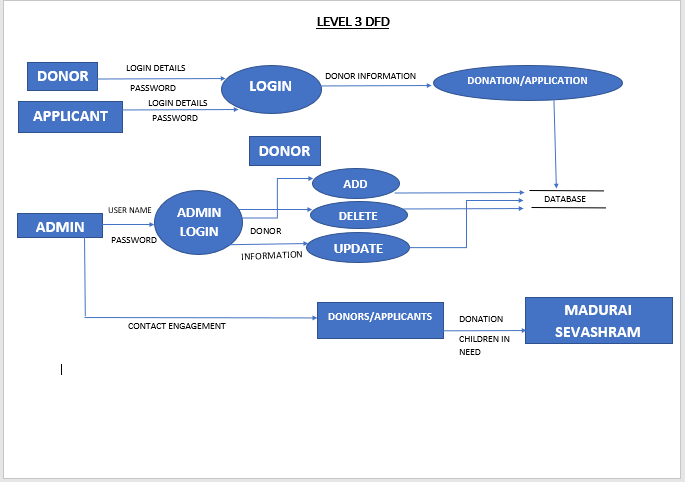 LEVEL 3 DFD
DONOR
LOGIN DETAILS
PASSWORD
APPLICANT
LOGIN DETAILS
PASSWORD
LOGIN
DONOR INFORMATION
DONATION/APPLICATION
DONOR
ADMIN
USER NAME
PASSWORD
ADMIN
LOGIN
DONOR
INFORMATION
ADD
DELETE
UPDATE
DATABASE
CONTACT ENGAGEMENT
DONORS/APPLICANTS
DONATION
CHILDREN IN
NEED
MADURAI
SEVASHRAM